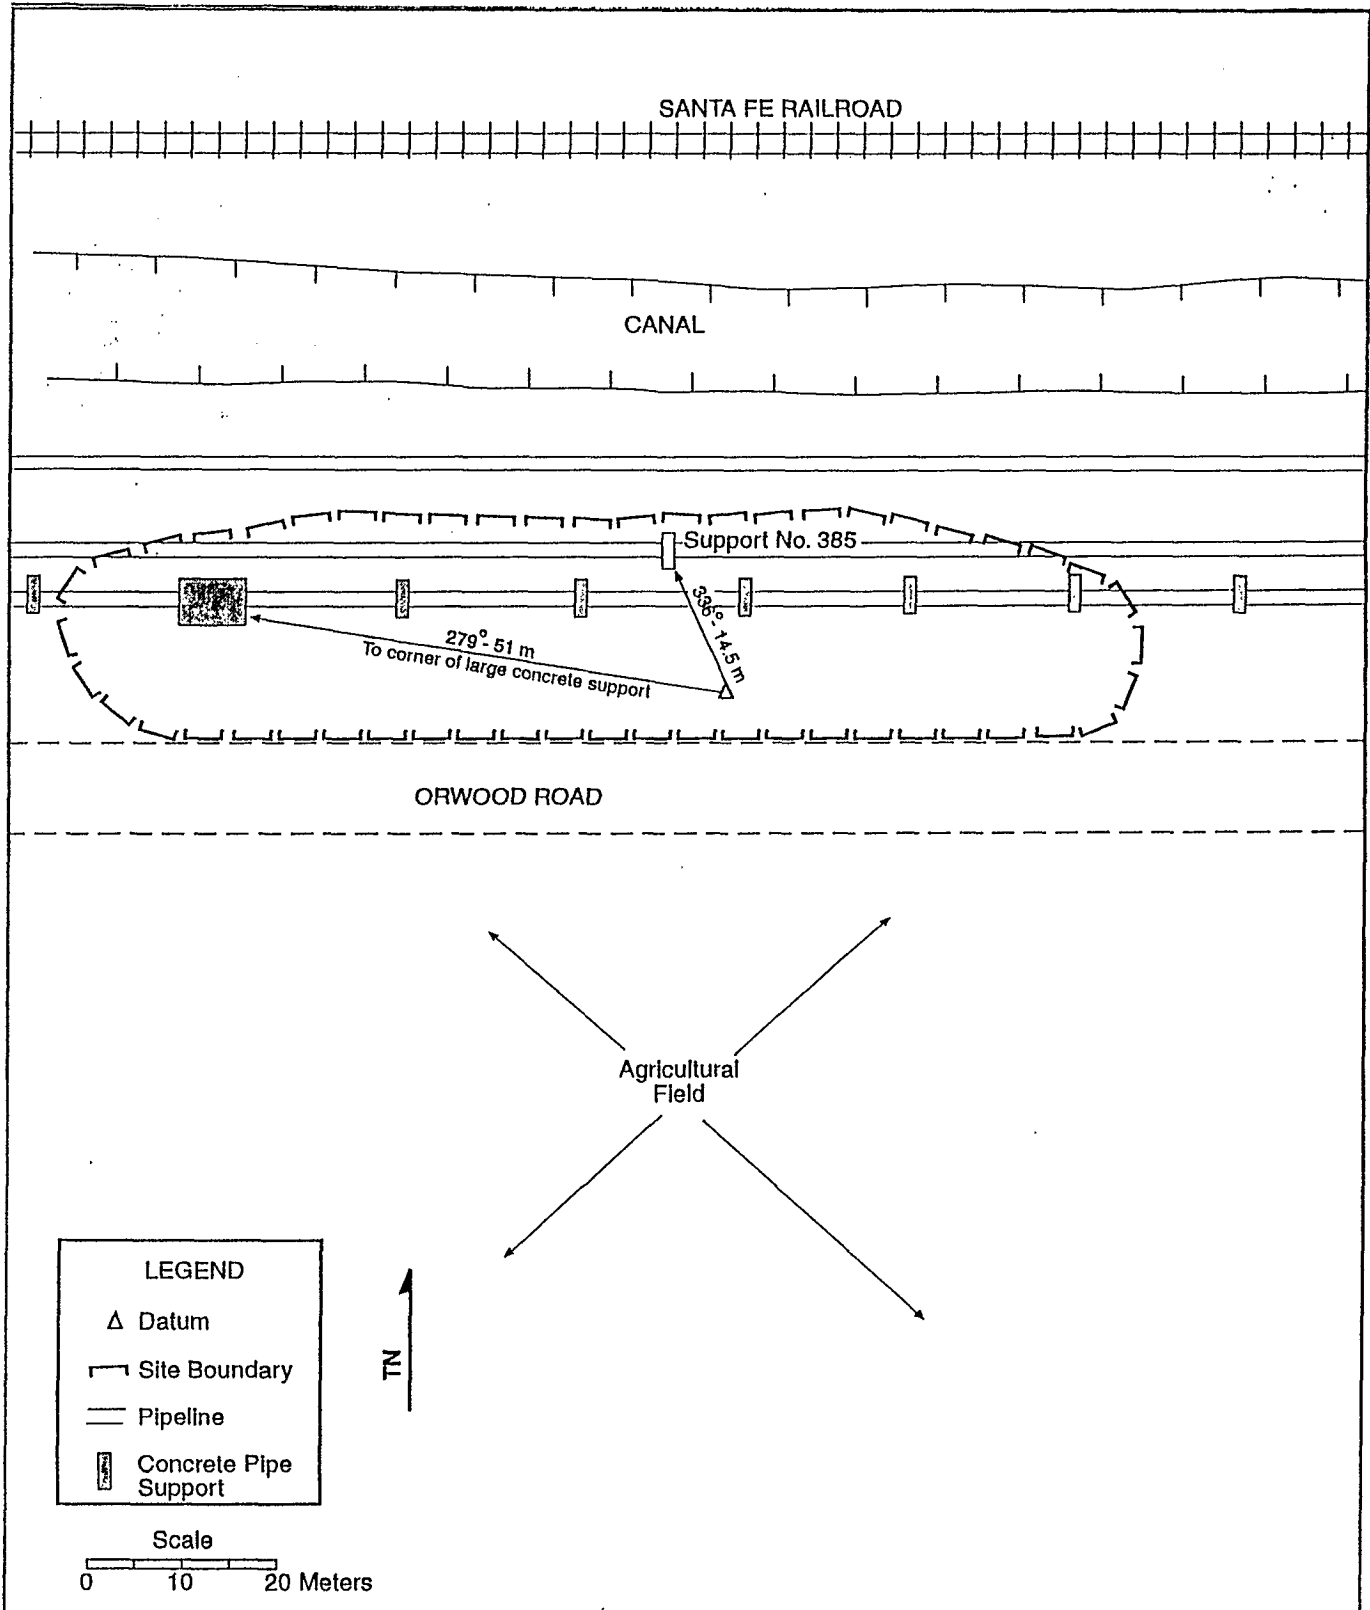 SANTA FE RAILROAD
CANAL
Support No. 385
336°- 14.5 m
279°- 51 m
To corner of large concrete support
ORWOOD ROAD
Agricultural
Field
LEGEND
Datum
Site Boundary
Pipeline
Concrete Pipe
Support
TN
Scale
0 10 20 Meters